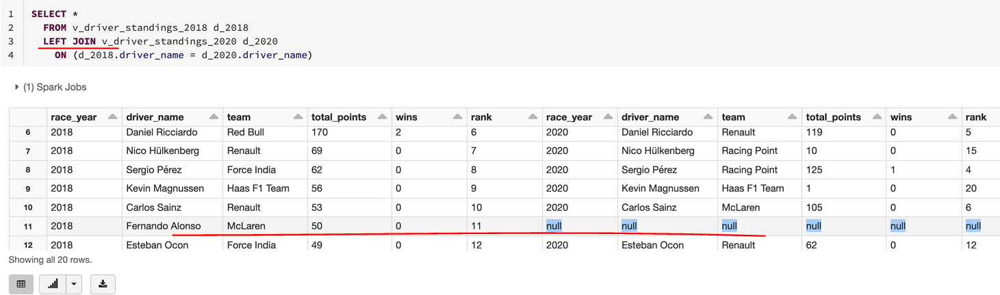 1 SELECT *
2 FROM v_driver_standings_2018 d_2018
3 LEFT JOIN v_driver_standings_2020 d_2020
4 ON (d_2018.driver_name = d_2020.driver_name)
(1) Spark Jobs
race_year driver_name team total_points wins rank race_year driver_name team total_points wins rank
6 2018 Daniel Ricciardo Red Bull 170 2 6 2020 Daniel Ricciardo Renault 119 0 5
7 2018 Nico Hülkenberg Renault 69 0 7 2020 Nico Hülkenberg Racing Point 10 0 15
8 2018 Sergio Pérez Force India 62 0 8 2020 Sergio Pérez Racing Point 125 1 4
9 2018 Kevin Magnussen Haas F1 Team 56 0 9 2020 Kevin Magnussen Haas F1 Team 1 0 20
10 2018 Carlos Sainz Renault 53 0 10 2020 Carlos Sainz McLaren 105 0 6
11 2018 Fernando Alonso McLaren 50 0 11 null null null null null null
12 2018 Esteban Ocon Force India 49 0 12 2020 Esteban Ocon Renault 62 0 12
Showing all 20 rows.